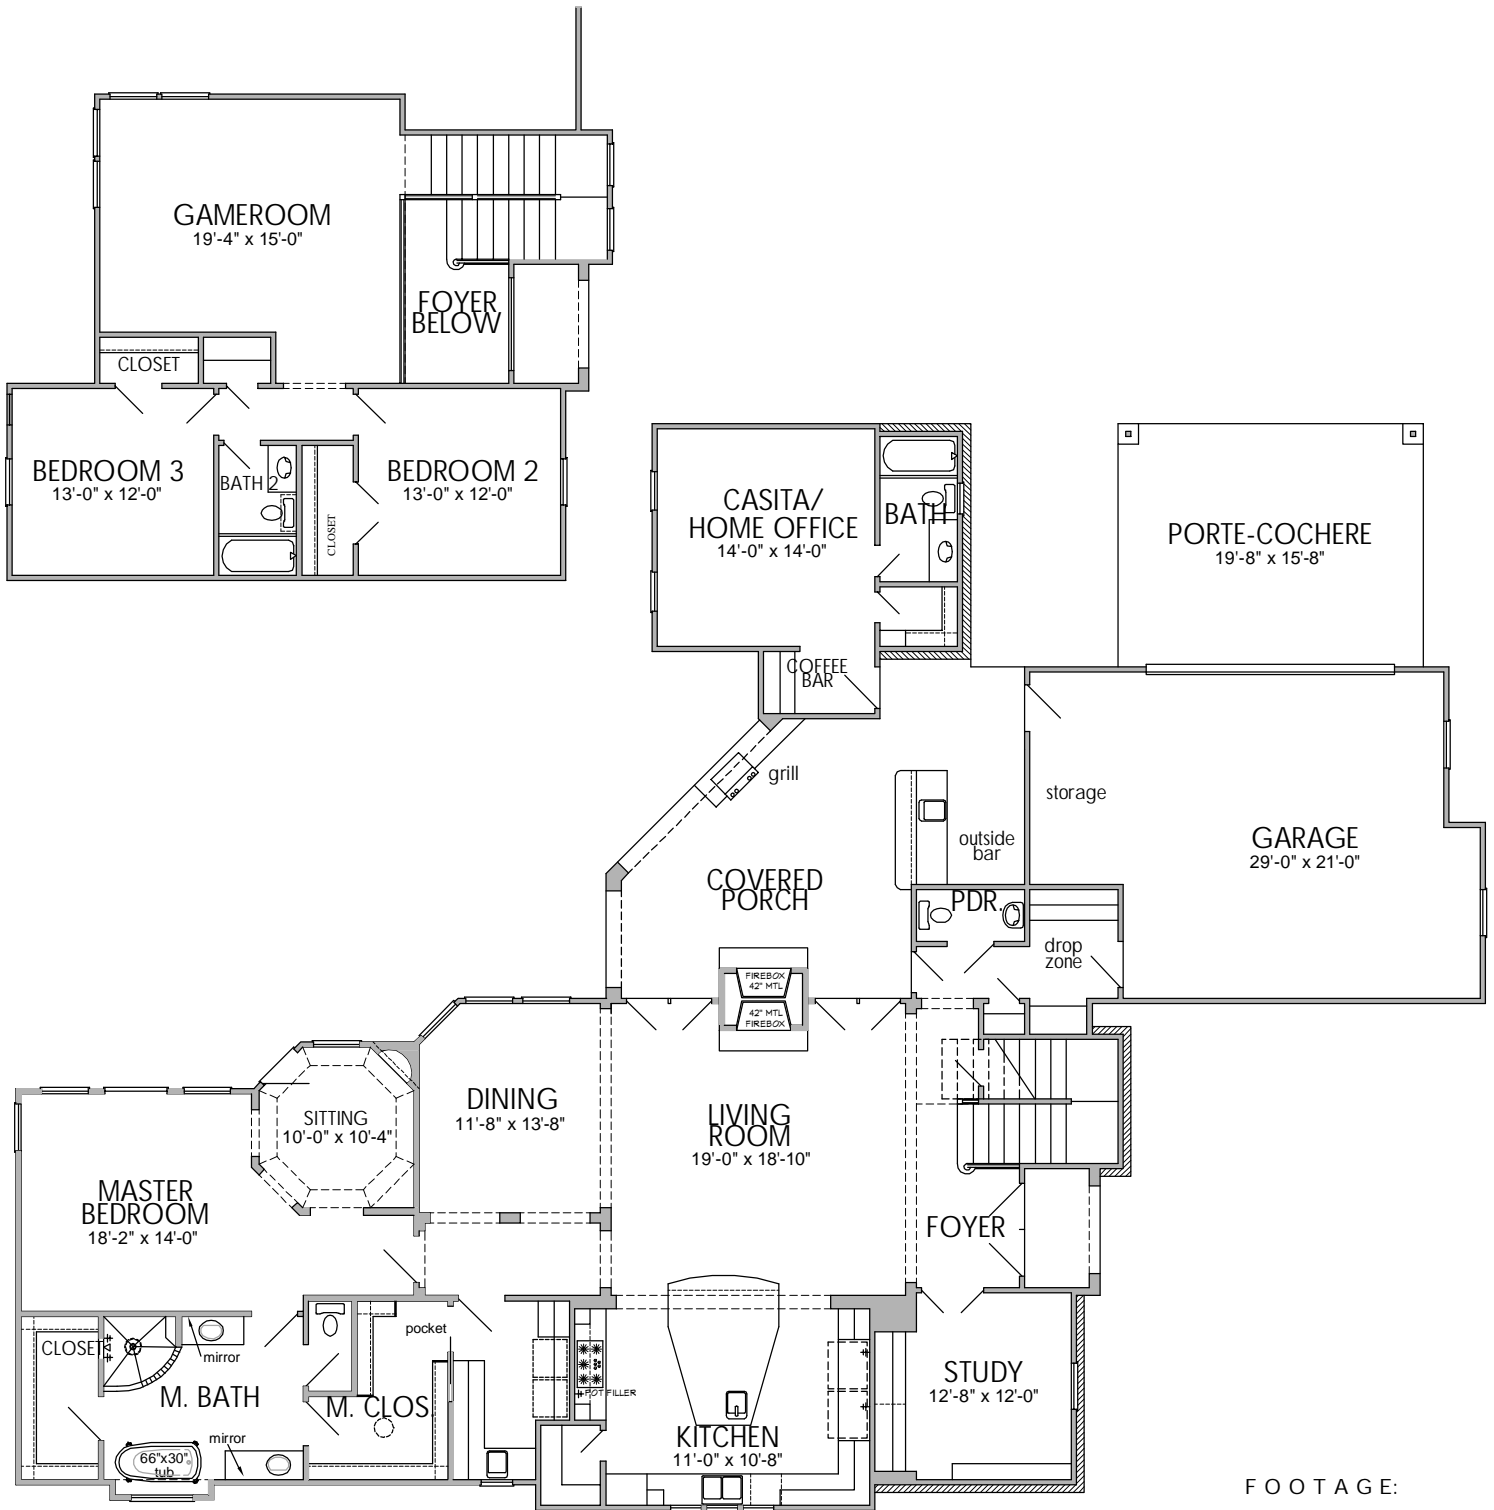 GAMEROOM
19'-4" x 15'-0"
FOYER
BELOW
CLOSET
BEDROOM 3
13'-0" x 12'-0"
BATH 2
CLOSET
BEDROOM 2
13'-0" x 12'-0"
CASITA/
HOME OFFICE
14'-0" x 14'-0"
BATH
COFFEE
BAR
PORTE-COCHERE
19'-8" x 15'-8"
grill
storage
outside
bar
GARAGE
29'-0" x 21'-0"
COVERED
PORCH
PDR.
drop
zone
FIREBOX
42" MTL
42" MTL
FIREBOX
SITTING
10'-0" x 10'-4"
DINING
11'-8" x 13'-8"
LIVING
ROOM
19'-0" x 18'-10"
MASTER
BEDROOM
18'-2" x 14'-0"
FOYER
CLOSET
mirror
M. BATH
mirror
66"x30"
tub
pocket
M. CLOS.
POT FILLER
KITCHEN
11'-0" x 10'-8"
STUDY
12'-8" x 12'-0"
FOOTAGE: